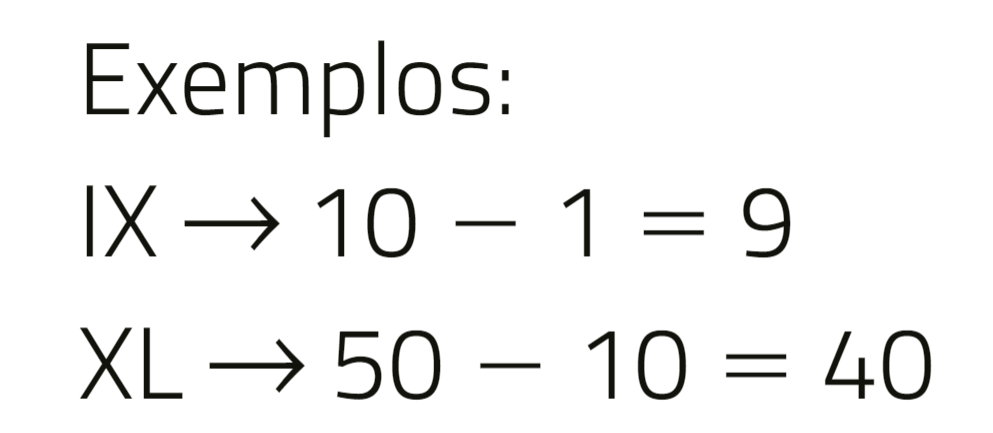 Exemplos:
IX → 10 − 1 = 9
XL → 50 − 10 = 40